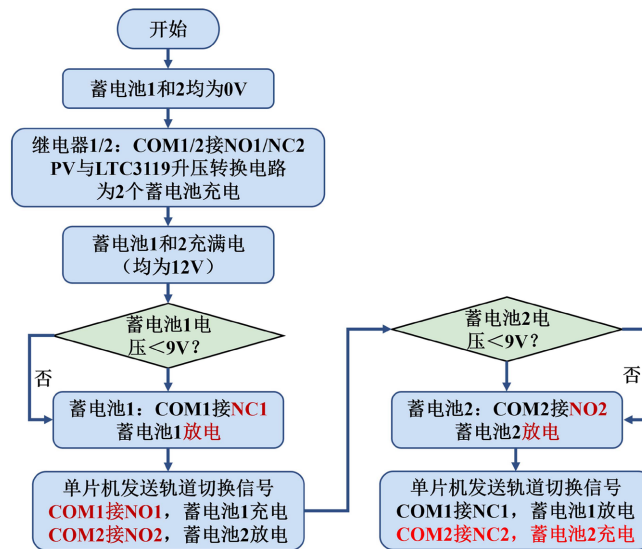 开始
蓄电池1和2均为0V
继电器1/2：COM1/2接NO1/NC2
PV与LTC3119升压转换电路
为2个蓄电池充电
蓄电池1和2充满电
（均为12V）
蓄电池1电
压＜9V？
否
蓄电池1：COM1接NC1
蓄电池1放电
单片机发送轨道切换信号
COM1接NO1，蓄电池1充电
COM2接NO2，蓄电池2放电
蓄电池2电
压＜9V？
否
蓄电池2：COM2接NO2
蓄电池2放电
单片机发送轨道切换信号
COM1接NC1，蓄电池1放电
COM2接NC2，蓄电池2充电